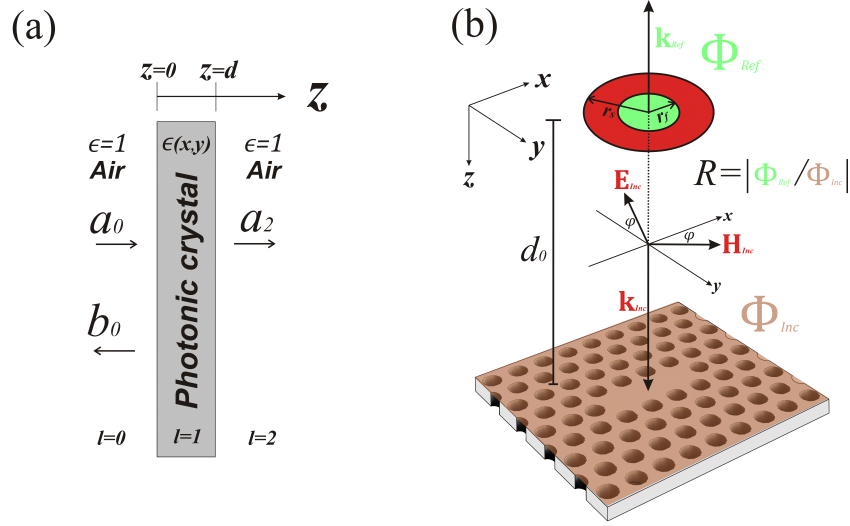 (a)
z=0 z=d
z
ϵ=1
Air
ϵ(x,y)
ϵ=1
Air
Photonic crystal
a0
a2
b0
l=0
l=1
l=2
(b)
kRef
ΦRef
x
y
z
rs
rf
R=|ΦRef/ΦInc|
EInc
φ
x
φ
HInc
y
d0
kInc
ΦInc